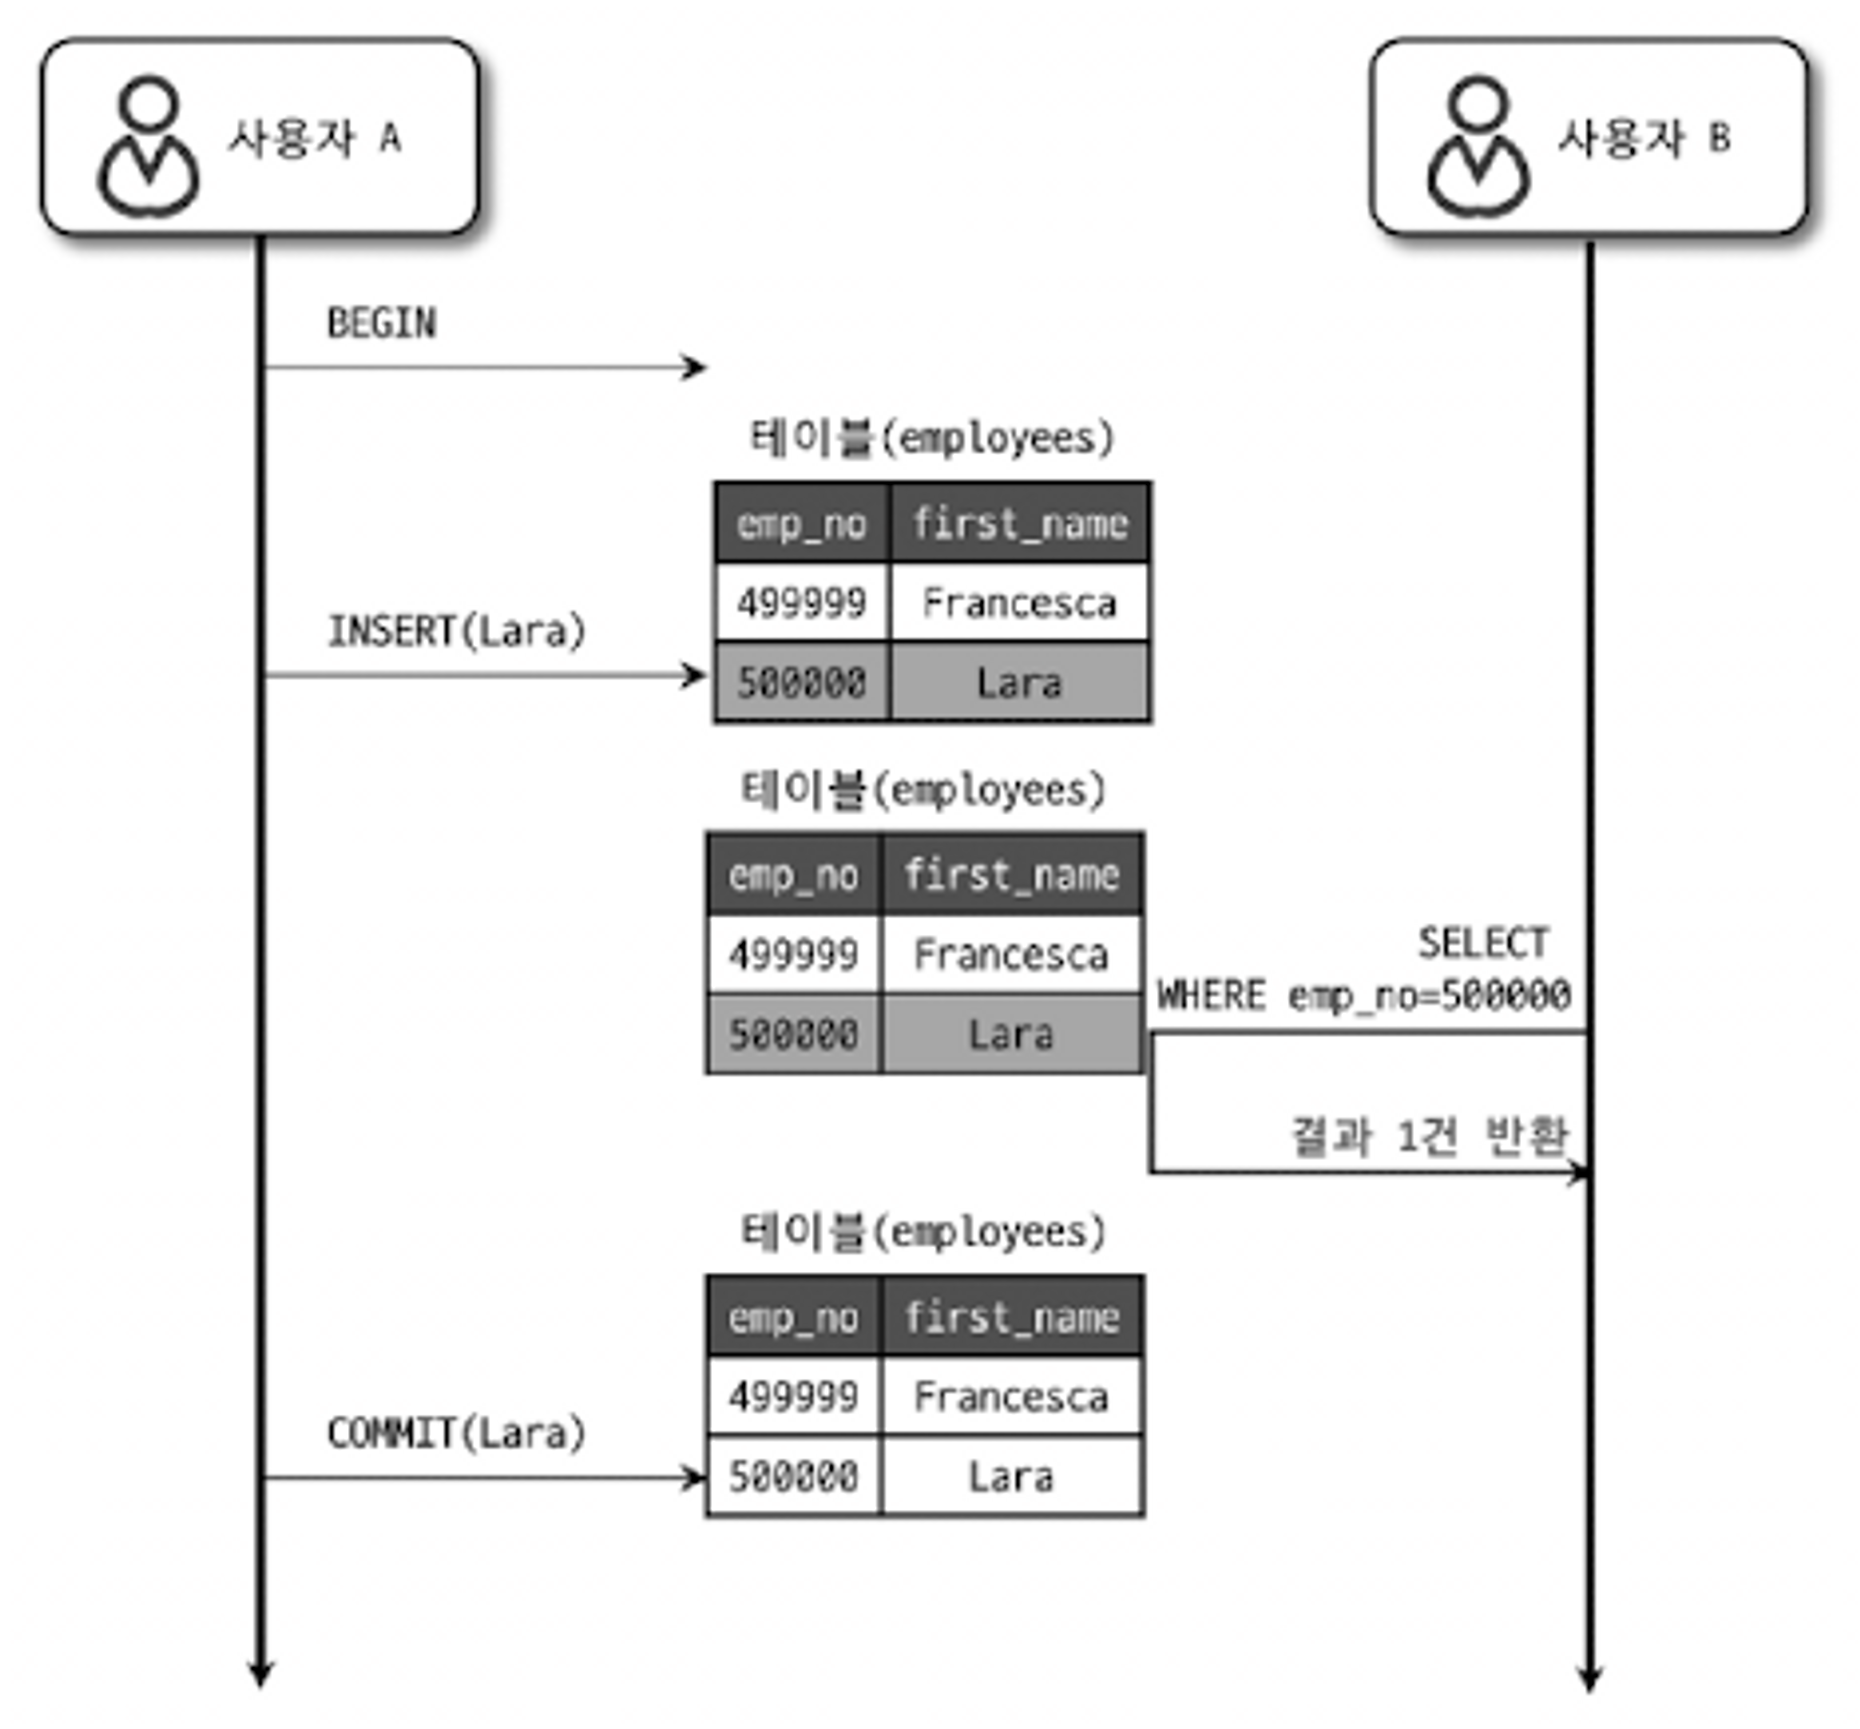 사용자 A
사용자 B
BEGIN
테이블(employees)
emp_no first_name
499999 Francesca
INSERT(Lara)
500000 Lara
테이블(employees)
emp_no first_name
499999 Francesca
500000 Lara
SELECT
WHERE emp_no=500000
결과 1건 반환
테이블(employees)
emp_no first_name
499999 Francesca
COMMIT(Lara)
500000 Lara